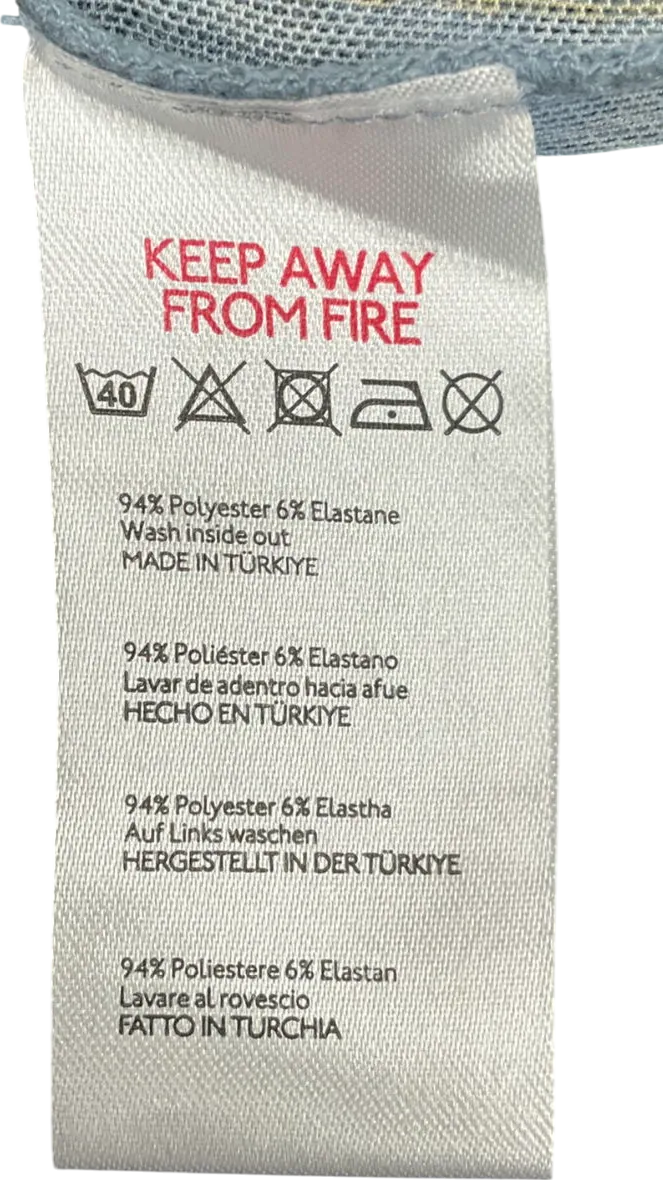 KEEP AWAY
FROM FIRE
40
94% Polyester 6% Elastane
Wash inside out
MADE IN TÜRKIYE
94% Poliéster 6% Elastano
Lavar de adentro hacia afue
HECHO EN TÜRKIYE
94% Polyester 6% Elastha
Auf Links waschen
HERGESTELLT IN DER TÜRKIYE
94% Poliestere 6% Elastan
Lavare al rovescio
FATTO IN TURCHIA